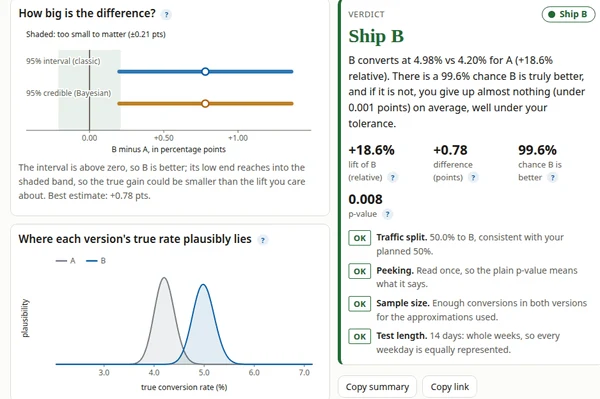 How big is the difference? ?
Shaded: too small to matter (±0.21 pts)
95% interval (classic)
95% credible (Bayesian)
0.00 +0.50 +1.00
B minus A, in percentage points
The interval is above zero, so B is better; its low end reaches into the
shaded band, so the true gain could be smaller than the lift you care
about. Best estimate: +0.78 pts.
Where each version's true rate plausibly lies ?
A B
plausibility
3.0 4.0 5.0 6.0 7.0
true conversion rate (%)
VERDICT
Ship B
Ship B
B converts at 4.98% vs 4.20% for A (+18.6%
relative). There is a 99.6% chance B is truly better,
and if it is not, you give up almost nothing (under
0.001 points) on average, well under your
tolerance.
+18.6% +0.78 99.6%
lift of B difference chance B is
(relative) ? (points) ? better ?
0.008
p-value ?
OK Traffic split. 50.0% to B, consistent with your
planned 50%.
OK Peeking. Read once, so the plain p-value means
what it says.
OK Sample size. Enough conversions in both versions
for the approximations used.
OK Test length. 14 days: whole weeks, so every
weekday is equally represented.
Copy summary Copy link